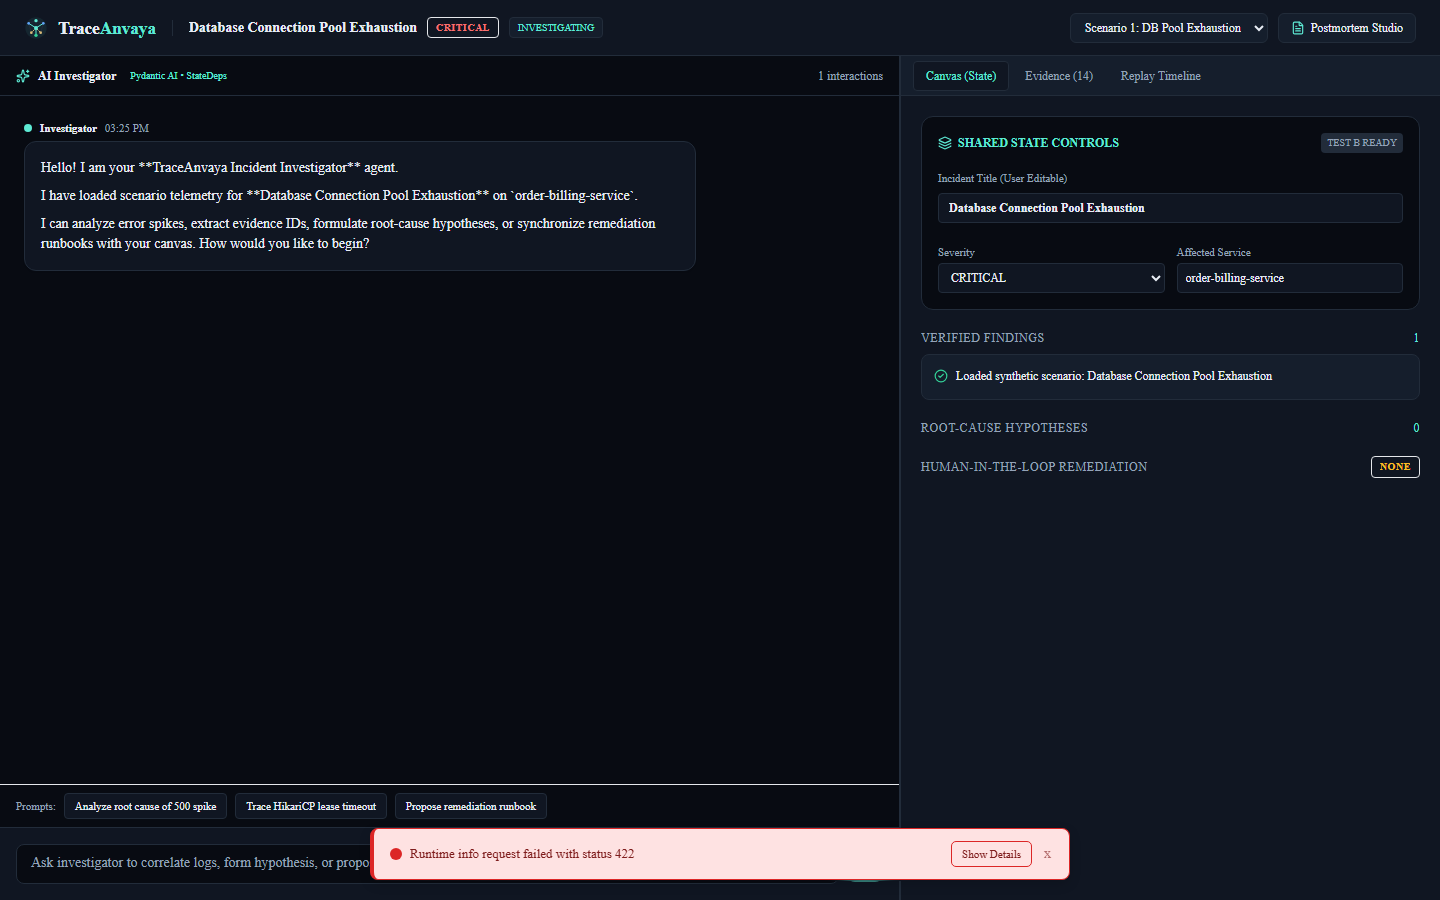 TraceAnvaya
Database Connection Pool Exhaustion
CRITICAL
INVESTIGATING
Scenario 1: DB Pool Exhaustion
Postmortem Studio
AI Investigator
Pydantic AI • StateDeps
1 interactions
Canvas (State)
Evidence (14)
Replay Timeline
Investigator 03:25 PM
Hello! I am your **TraceAnvaya Incident Investigator** agent.
I have loaded scenario telemetry for **Database Connection Pool Exhaustion** on `order-billing-service`.
I can analyze error spikes, extract evidence IDs, formulate root-cause hypotheses, or synchronize remediation
runbooks with your canvas. How would you like to begin?
SHARED STATE CONTROLS
TEST B READY
Incident Title (User Editable)
Database Connection Pool Exhaustion
Severity
Affected Service
CRITICAL
order-billing-service
VERIFIED FINDINGS
1
Loaded synthetic scenario: Database Connection Pool Exhaustion
ROOT-CAUSE HYPOTHESES
0
HUMAN-IN-THE-LOOP REMEDIATION
NONE
Prompts:
Analyze root cause of 500 spike
Trace HikariCP lease timeout
Propose remediation runbook
Ask investigator to correlate logs, form hypothesis, or propo
Runtime info request failed with status 422
Show Details
X